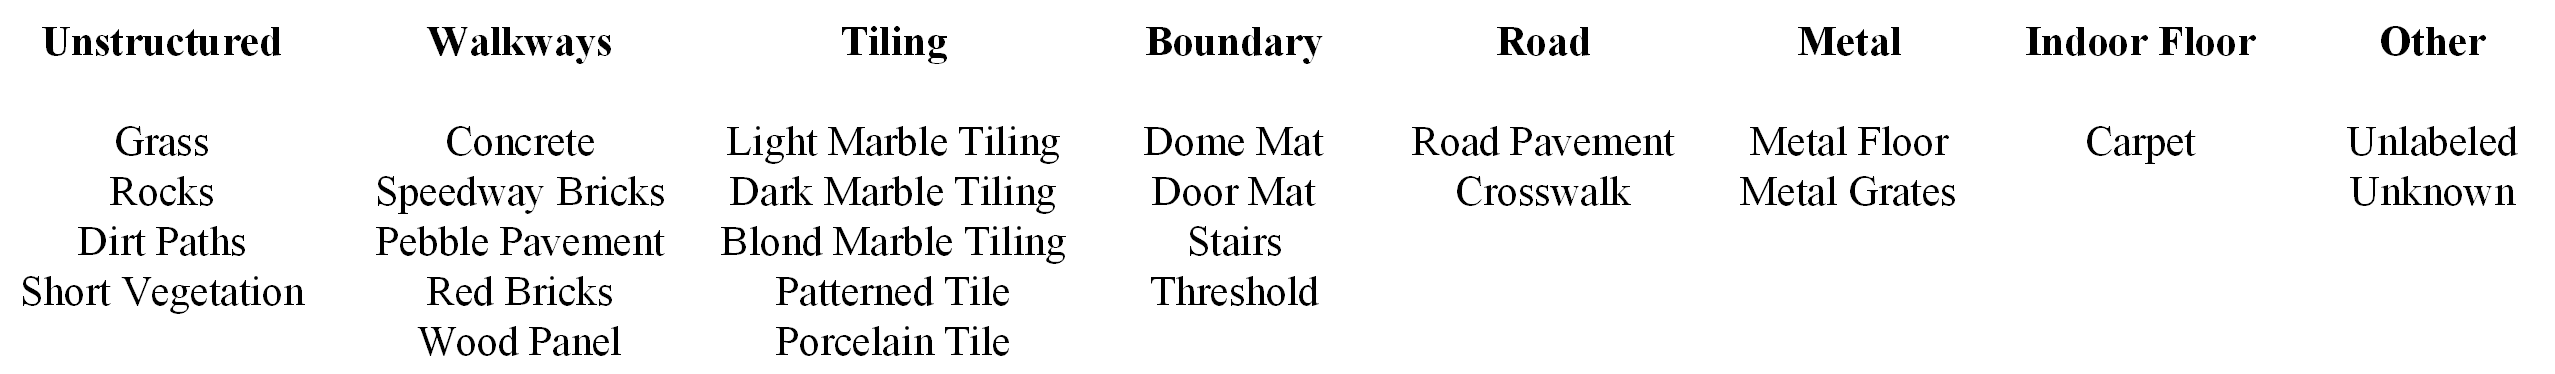 Unstructured Walkways Tiling Boundary Road Metal Indoor Floor Other
Grass Concrete Light Marble Tiling Dome Mat Road Pavement Metal Floor Carpet Unlabeled
Rocks Speedway Bricks Dark Marble Tiling Door Mat Crosswalk Metal Grates Unknown
Dirt Paths Pebble Pavement Blond Marble Tiling Stairs
Short Vegetation Red Bricks Patterned Tile Threshold
Wood Panel Porcelain Tile